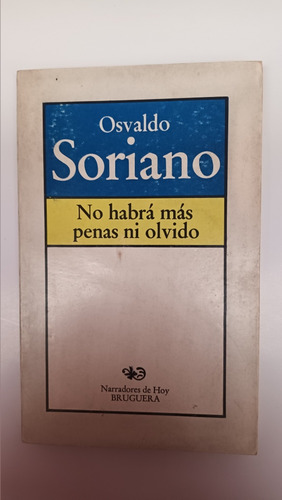 Osvaldo
Soriano
No habrá más
penas ni olvido
Narradores de Hoy
BRUGUERA